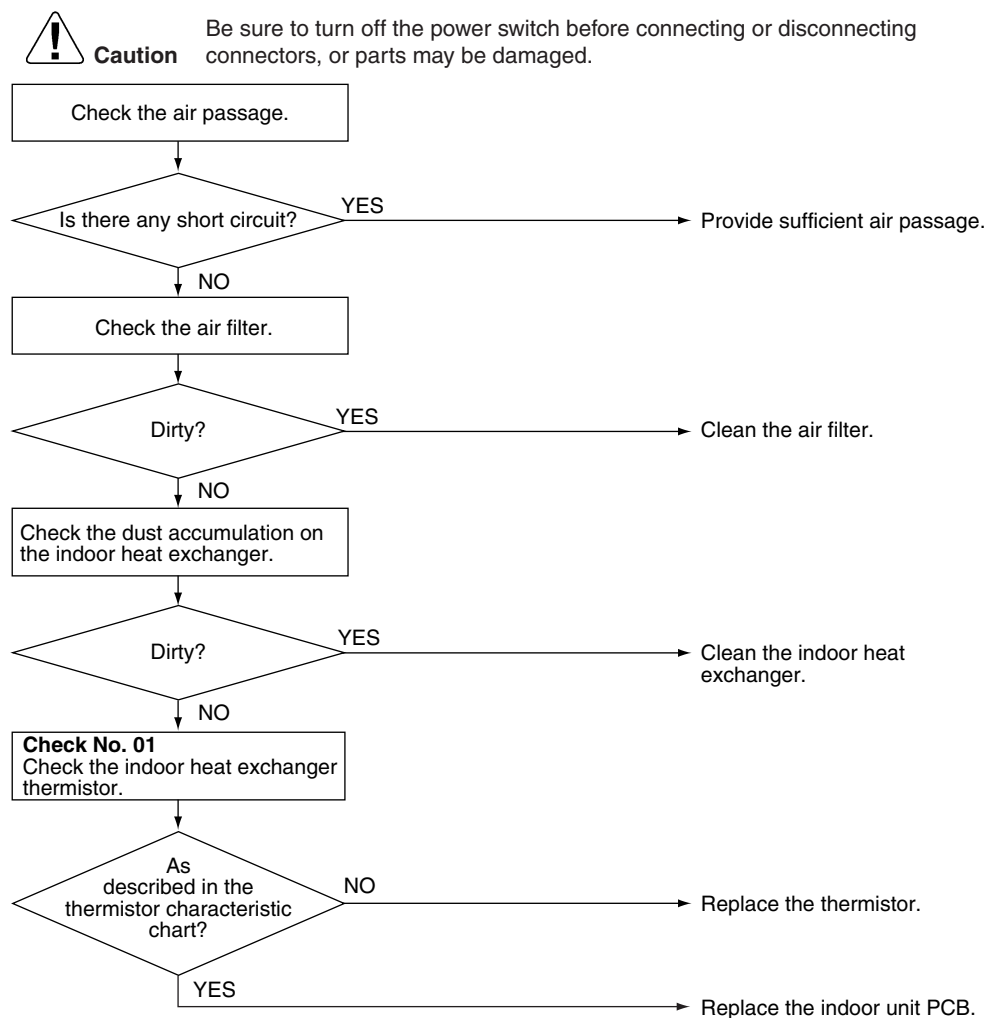 Be sure to turn off the power switch before connecting or disconnecting
Caution connectors, or parts may be damaged.
Check the air passage.
Is there any short circuit?
YES
Provide sufficient air passage.
NO
Check the air filter.
Dirty?
YES
Clean the air filter.
NO
Check the dust accumulation on
the indoor heat exchanger.
Dirty?
YES
Clean the indoor heat
exchanger.
NO
Check No. 01
Check the indoor heat exchanger
thermistor.
As
described in the
thermistor characteristic
chart?
NO
Replace the thermistor.
YES
Replace the indoor unit PCB.